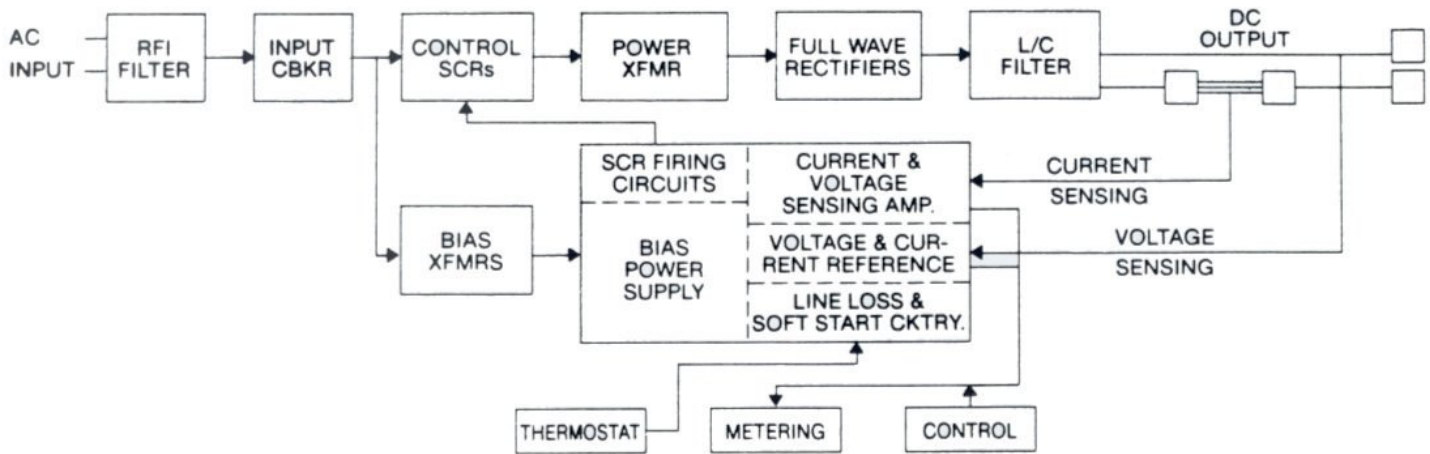 AC
INPUT
RFI
FILTER
INPUT
CBKR
CONTROL
SCRs
POWER
XFMR
FULL WAVE
RECTIFIERS
L/C
FILTER
DC
OUTPUT
SCR FIRING
CIRCUITS
CURRENT &
VOLTAGE
SENSING AMP.
CURRENT
SENSING
BIAS
XFMRS
BIAS
POWER
SUPPLY
VOLTAGE & CUR-
RENT REFERENCE
VOLTAGE
SENSING
LINE LOSS &
SOFT START CKTRY.
THERMOSTAT
METERING
CONTROL